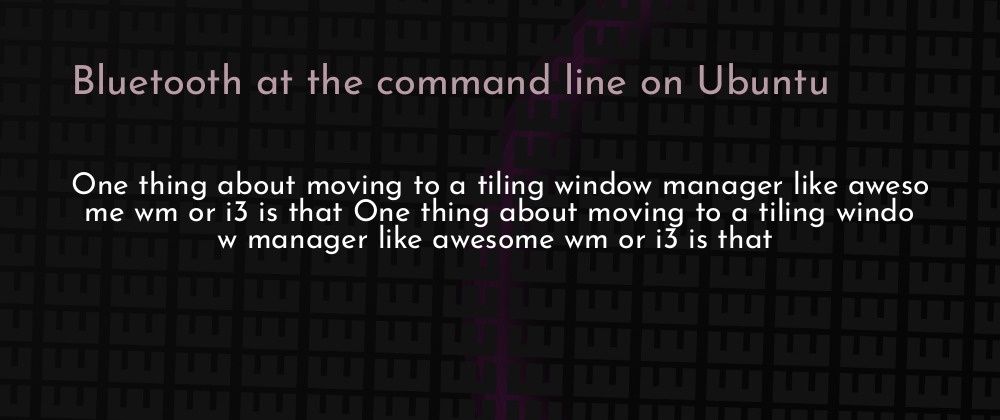 Bluetooth at the command line on Ubuntu
One thing about moving to a tiling window manager like aweso
me wm or i3 is that One thing about moving to a tiling windo
w manager like awesome wm or i3 is that